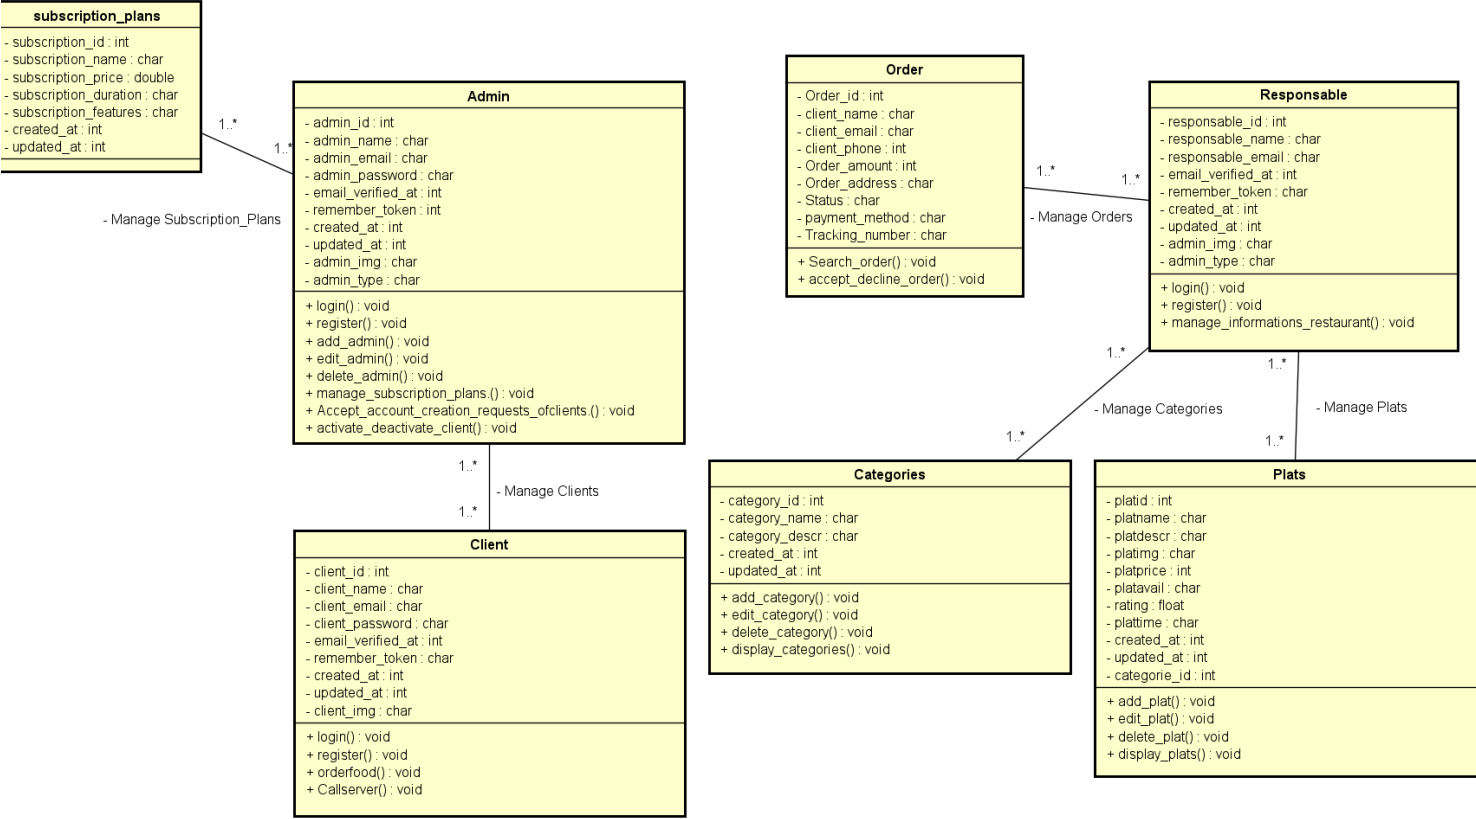 subscription_plans
- subscription_id : int
- subscription_name : char
- subscription_price : double
- subscription_duration : char
- subscription_features : char
- created_at : int
- updated_at : int
1..*
1..*
- Manage Subscription_Plans
Admin
- admin_id : int
- admin_name : char
- admin_email : char
- admin_password : char
- email_verified_at : int
- remember_token : int
- created_at : int
- updated_at : int
- admin_img : char
- admin_type : char
+ login() : void
+ register() : void
+ add_admin() : void
+ edit_admin() : void
+ delete_admin() : void
+ manage_subscription_plans.() : void
+ Accept_account_creation_requests_ofclients.() : void
+ activate_deactivate_client() : void
1..*
- Manage Clients
1..*
Client
- client_id : int
- client_name : char
- client_email : char
- client_password : char
- email_verified_at : int
- remember_token : char
- created_at : int
- updated_at : int
- client_img : char
+ login() : void
+ register() : void
+ orderfood() : void
+ Callserver() : void
Order
- Order_id : int
- client_name : char
- client_email : char
- client_phone : int
- Order_amount : int
- Order_address : char
- Status : char
- payment_method : char
- Tracking_number : char
+ Search_order() : void
+ accept_decline_order() : void
1..*
1..*
- Manage Orders
Responsable
- responsable_id : int
- responsable_name : char
- responsable_email : char
- email_verified_at : int
- remember_token : char
- created_at : int
- updated_at : int
- admin_img : char
- admin_type : char
+ login() : void
+ register() : void
+ manage_informations_restaurant() : void
1..*
- Manage Categories
1..*
1..*
- Manage Plats
1..*
Categories
- category_id : int
- category_name : char
- category_descr : char
- created_at : int
- updated_at : int
+ add_category() : void
+ edit_category() : void
+ delete_category() : void
+ display_categories() : void
Plats
- platid : int
- platname : char
- platdescr : char
- platimg : char
- platprice : int
- platavail : char
- rating : float
- plattime : char
- created_at : int
- updated_at : int
- categorie_id : int
+ add_plat() : void
+ edit_plat() : void
+ delete_plat() : void
+ display_plats() : void